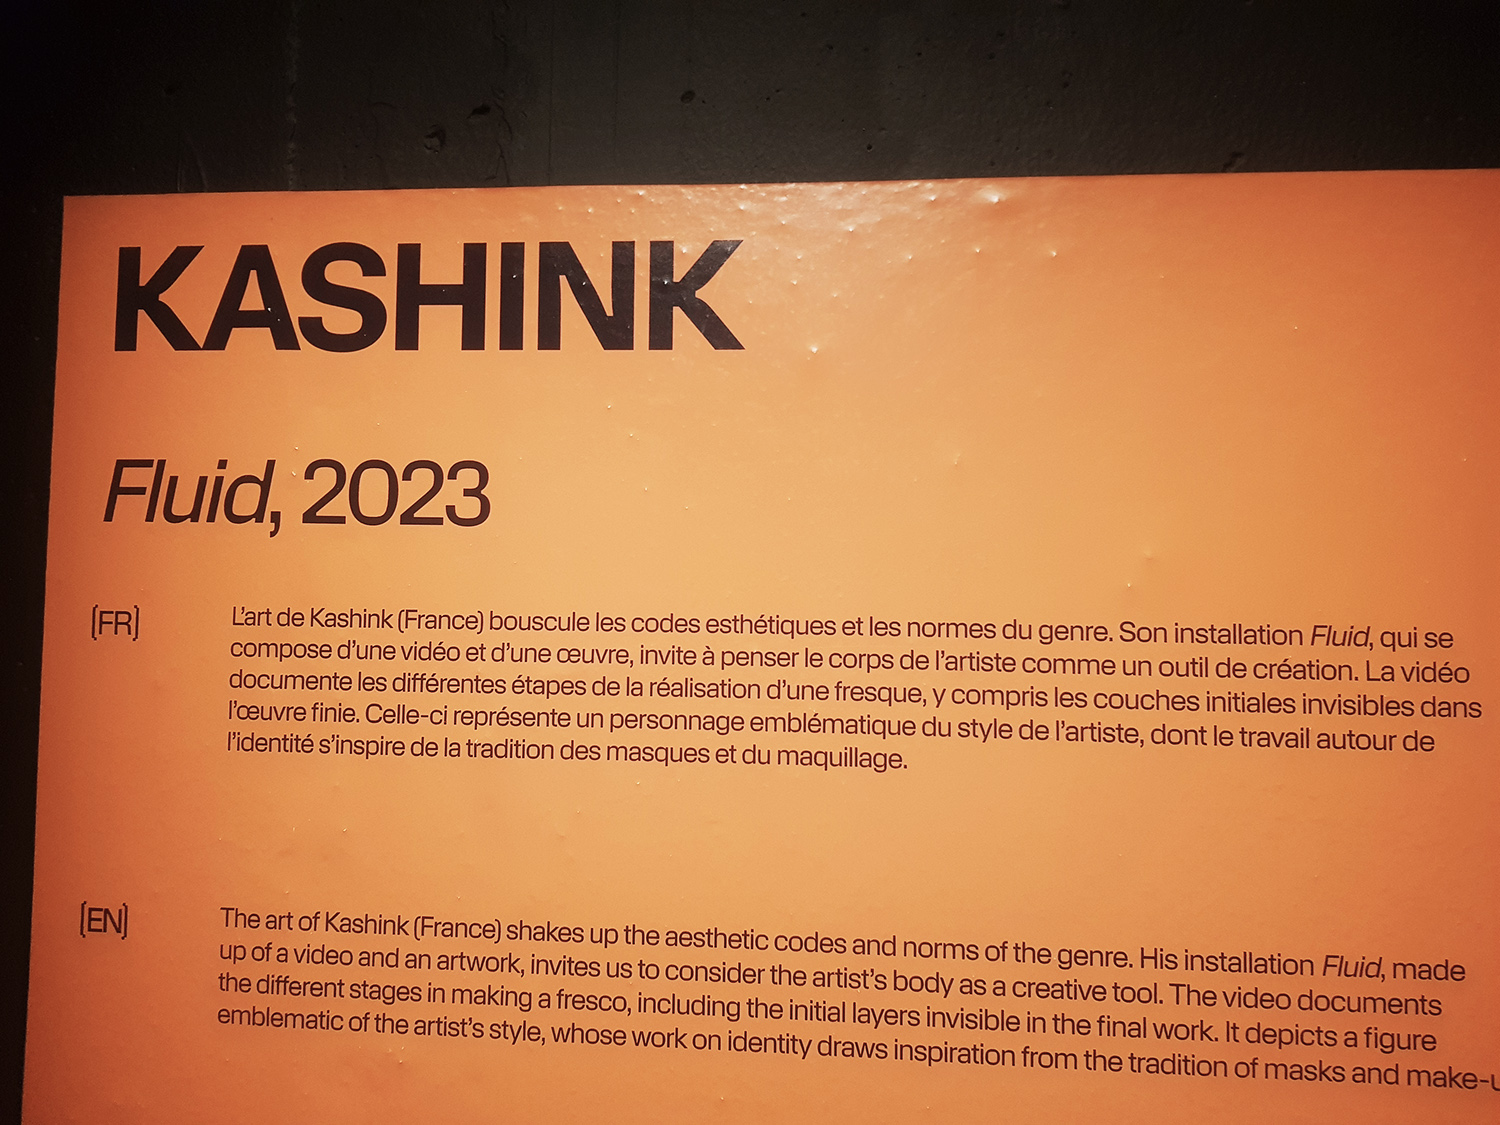 KASHINK
Fluid, 2023
[FR]
L'art de Kashink (France) bouscule les codes esthétiques et les normes du genre. Son installation Fluid, qui se
compose d'une vidéo et d'une œuvre, invite à penser le corps de l'artiste comme un outil de création. La vidéo
documente les différentes étapes de la réalisation d'une fresque, y compris les couches initiales invisibles dans
l'œuvre finie. Celle-ci représente un personnage emblématique du style de l'artiste, dont le travail autour de
l'identité s'inspire de la tradition des masques et du maquillage.
[EN]
The art of Kashink (France) shakes up the aesthetic codes and norms of the genre. His installation Fluid, made
up of a video and an artwork, invites us to consider the artist's body as a creative tool. The video documents
the different stages in making a fresco, including the initial layers invisible in the final work. It depicts a figure
emblematic of the artist's style, whose work on identity draws inspiration from the tradition of masks and make-